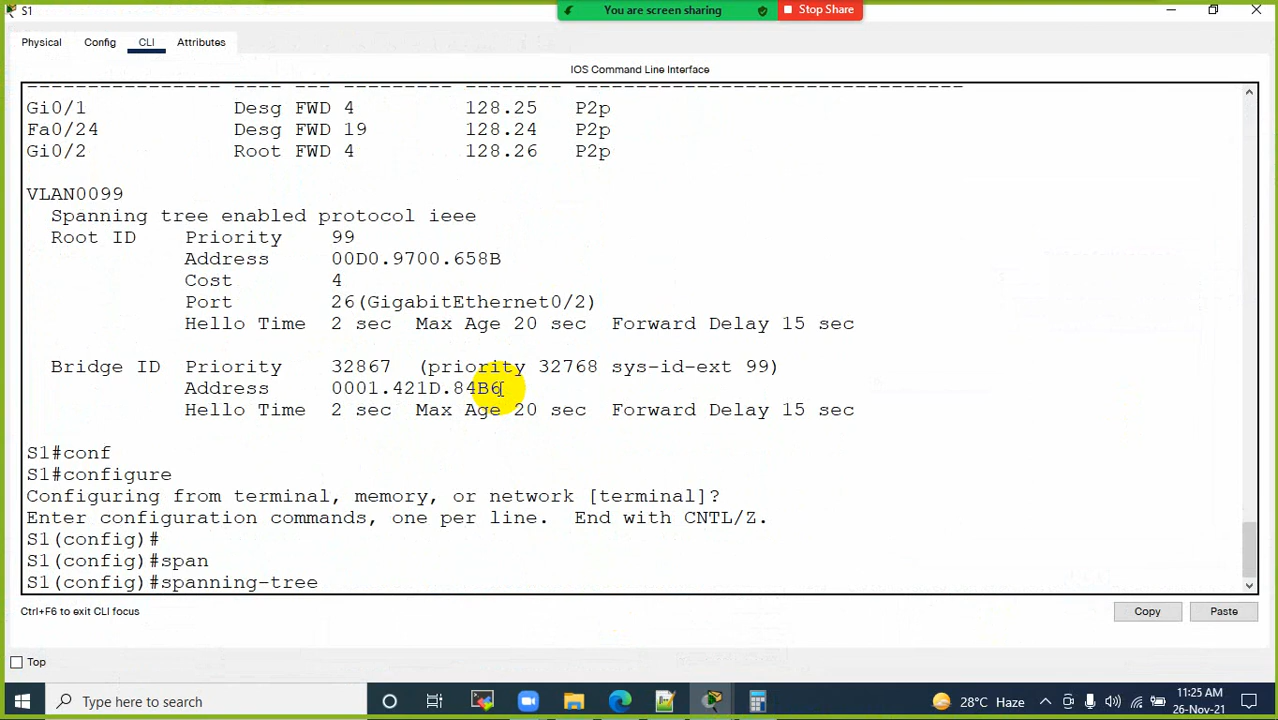 S1
You are screen sharing
Stop Share
Physical Config CLI Attributes
IOS Command Line Interface
---------------- ---- --- --------- -------- --------------------------------
Gi0/1            Desg FWD 4         128.25   P2p
Fa0/24           Desg FWD 19        128.24   P2p
Gi0/2            Root FWD 4         128.26   P2p
VLAN0099
  Spanning tree enabled protocol ieee
  Root ID    Priority    99
             Address     00D0.9700.658B
             Cost        4
             Port        26(GigabitEthernet0/2)
             Hello Time  2 sec  Max Age 20 sec  Forward Delay 15 sec
  Bridge ID  Priority    32867  (priority 32768 sys-id-ext 99)
             Address     0001.421D.84B6
             Hello Time  2 sec  Max Age 20 sec  Forward Delay 15 sec
S1#conf
S1#configure
Configuring from terminal, memory, or network [terminal]?
Enter configuration commands, one per line.  End with CNTL/Z.
S1(config)#
S1(config)#span
S1(config)#spanning-tree
Ctrl+F6 to exit CLI focus
Copy Paste
Top
Type here to search
28°C Haze
11:25 AM
26-Nov-21